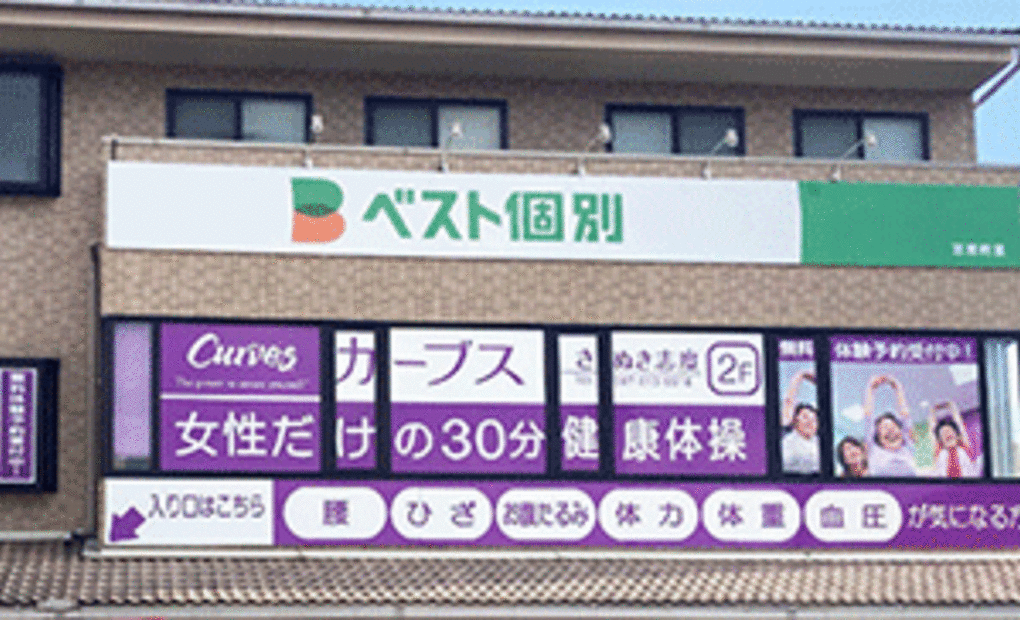 ベスト個別
Curves
カーブス
さぬき志度
2F
女性だけの30分健康体操
無料
体験予約受付中!
入り口はこちら
腰
ひざ
お腹たるみ
体力
体重
血圧
が気になる方